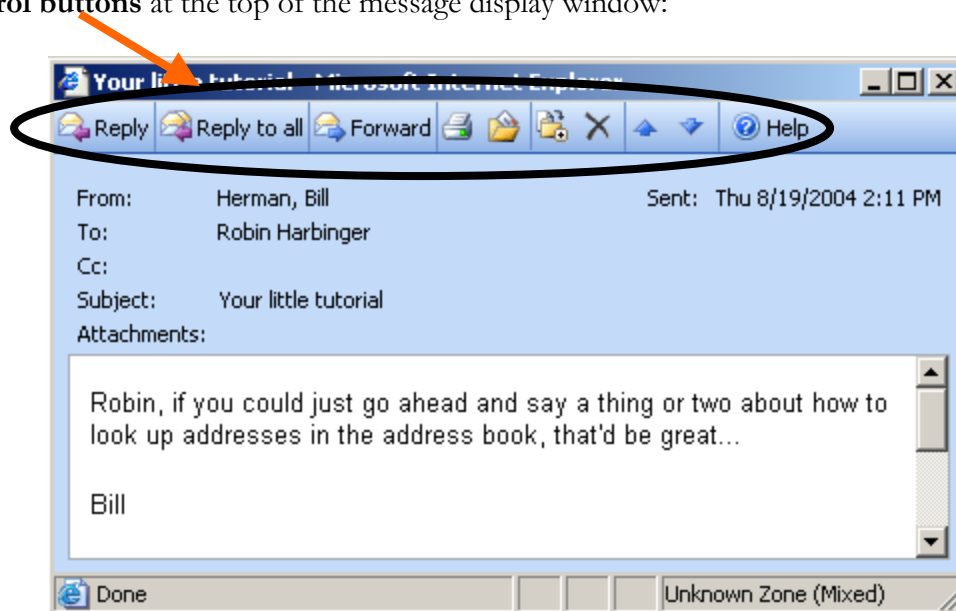 rol buttons at the top of the message display window:
Your little tutorial - Microsoft Internet Explorer
Reply Reply to all Forward Help
From: Herman, Bill Sent: Thu 8/19/2004 2:11 PM
To: Robin Harbinger
Cc:
Subject: Your little tutorial
Attachments:
Robin, if you could just go ahead and say a thing or two about how to
look up addresses in the address book, that'd be great...
Bill
Done Unknown Zone (Mixed)